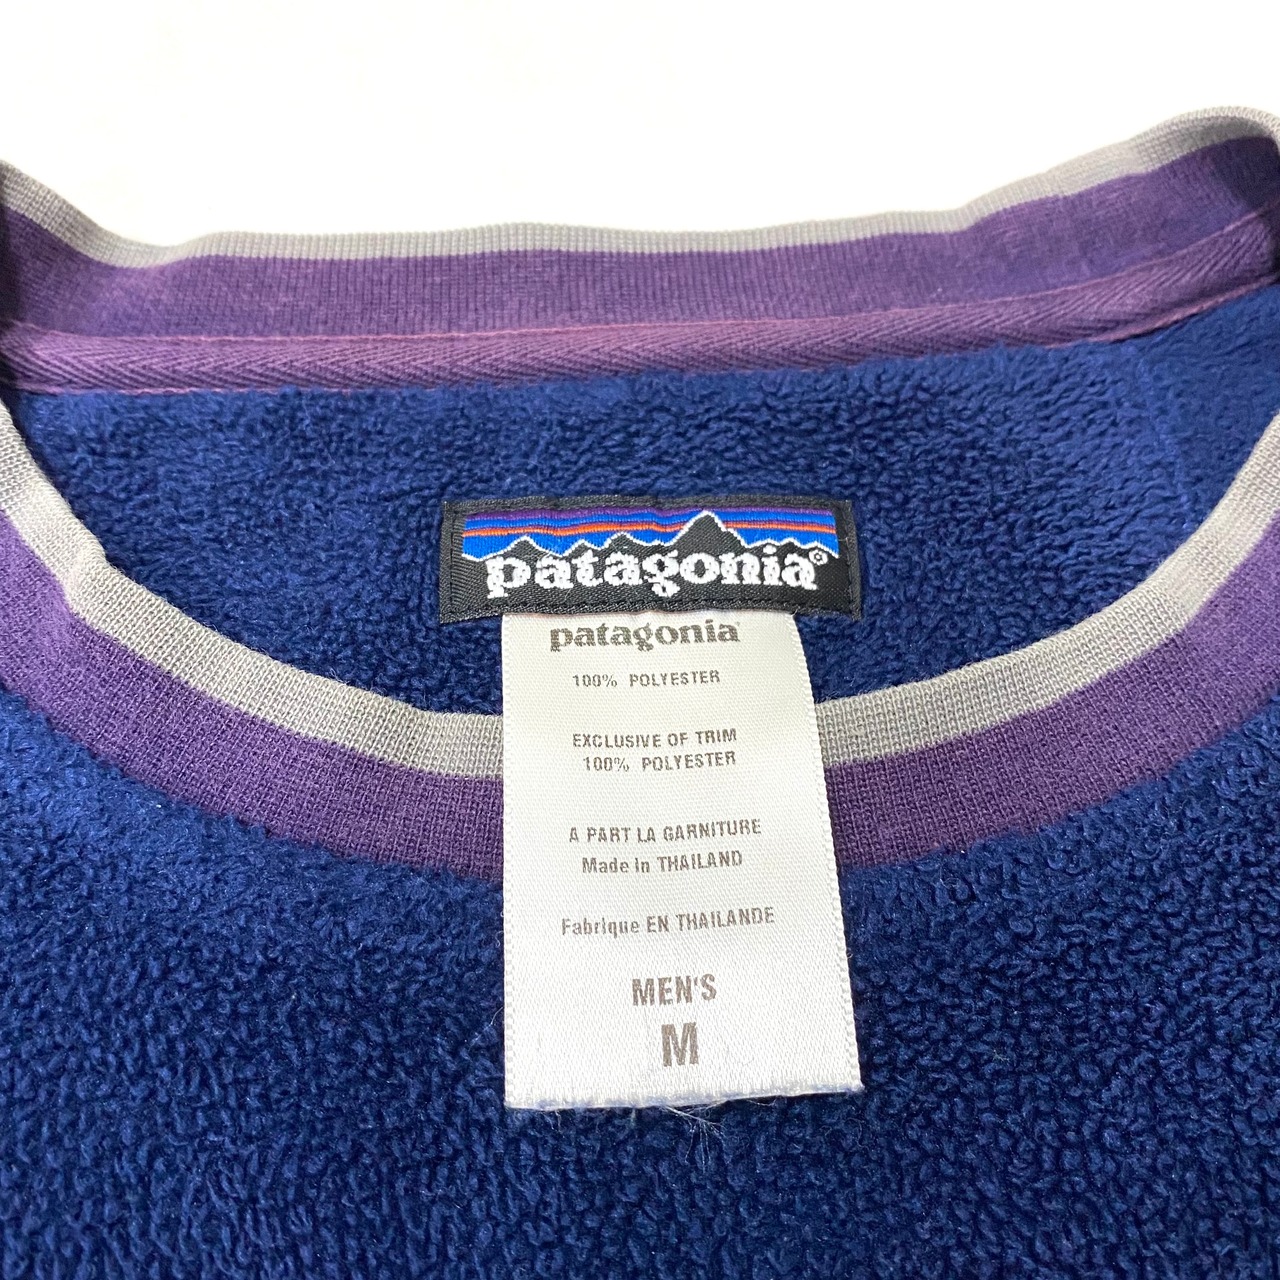 patagonia®
patagonia®
100% POLYESTER
EXCLUSIVE OF TRIM
100% POLYESTER
A PART LA GARNITURE
Made in THAILAND
Fabrique EN THAILANDE
MEN'S
M